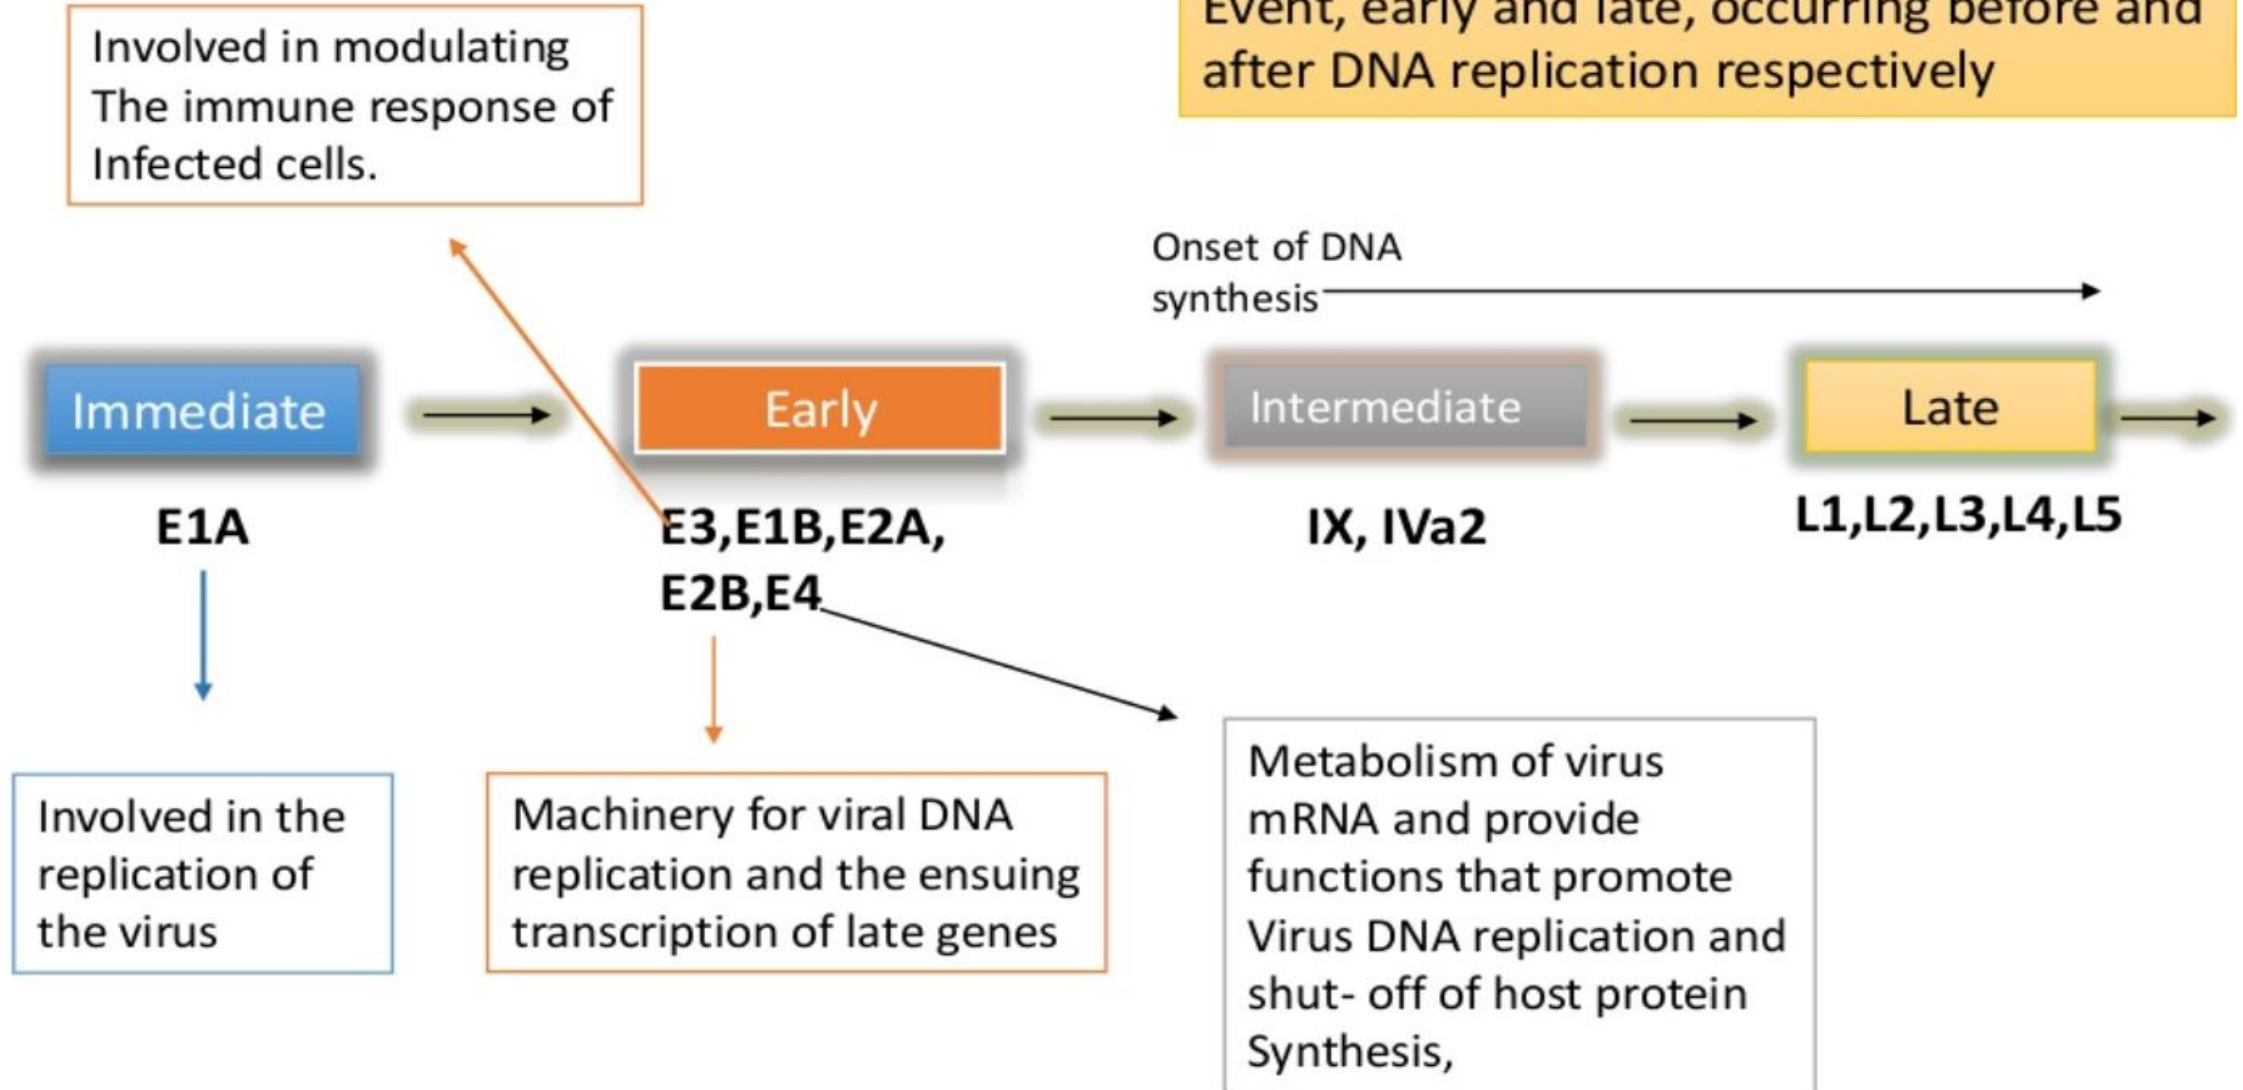 Involved in modulating
The immune response of
Infected cells.
Event, early and late, occurring before and
after DNA replication respectively
Onset of DNA
synthesis
Immediate
Early
Intermediate
Late
E1A
E3,E1B,E2A,
E2B,E4
IX, IVa2
L1,L2,L3,L4,L5
Involved in the
replication of
the virus
Machinery for viral DNA
replication and the ensuing
transcription of late genes
Metabolism of virus
mRNA and provide
functions that promote
Virus DNA replication and
shut- off of host protein
Synthesis,